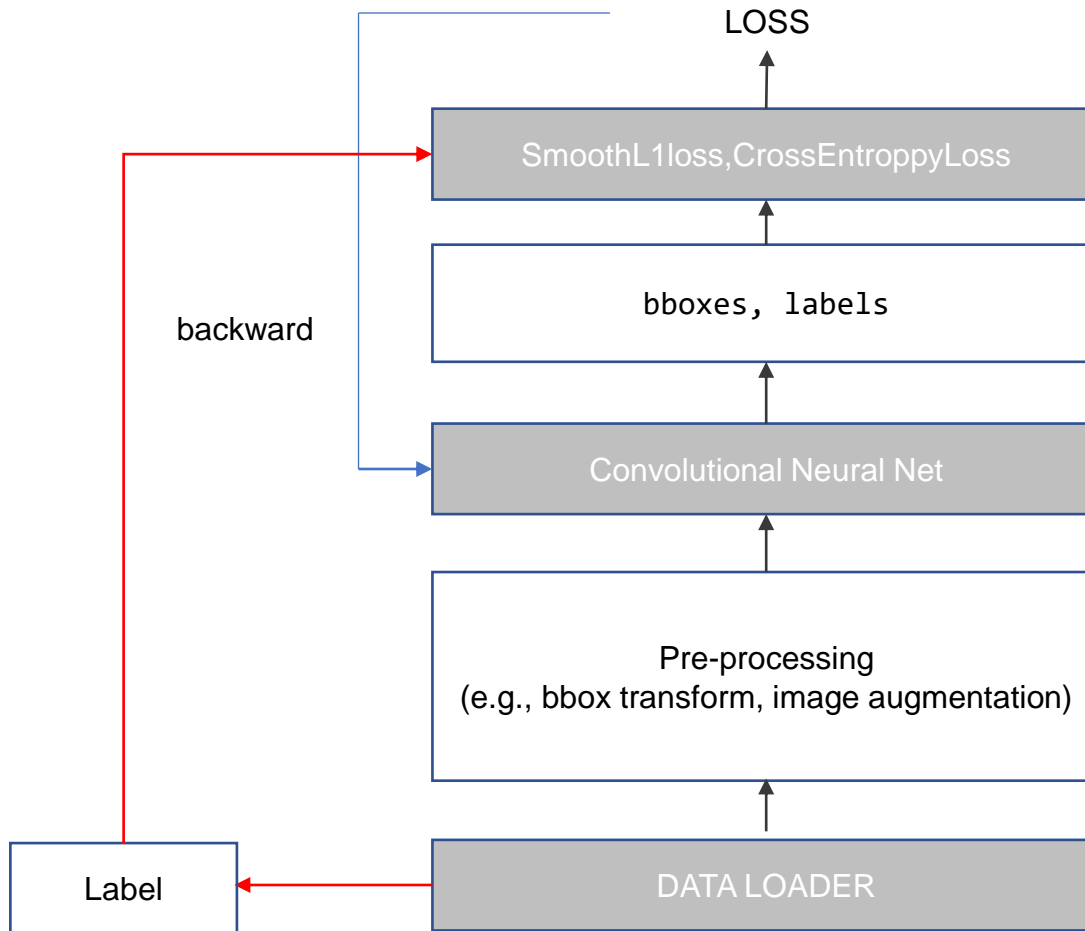 LOSS
SmoothL1loss,CrossEntroppyLoss
bboxes, labels
backward
Convolutional Neural Net
Pre-processing
(e.g., bbox transform, image augmentation)
Label
DATA LOADER